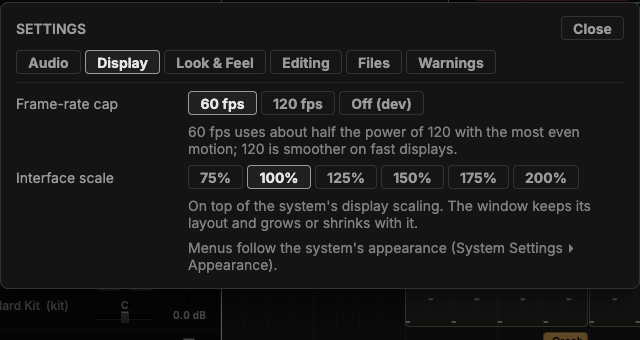 SETTINGS
Close
Audio
Display
Look & Feel
Editing
Files
Warnings
Frame-rate cap
60 fps
120 fps
Off (dev)
60 fps uses about half the power of 120 with the most even
motion; 120 is smoother on fast displays.
Interface scale
75%
100%
125%
150%
175%
200%
On top of the system's display scaling. The window keeps its
layout and grows or shrinks with it.
Menus follow the system's appearance (System Settings ▸
Appearance).
Kit (kit)
C
0.0 dB